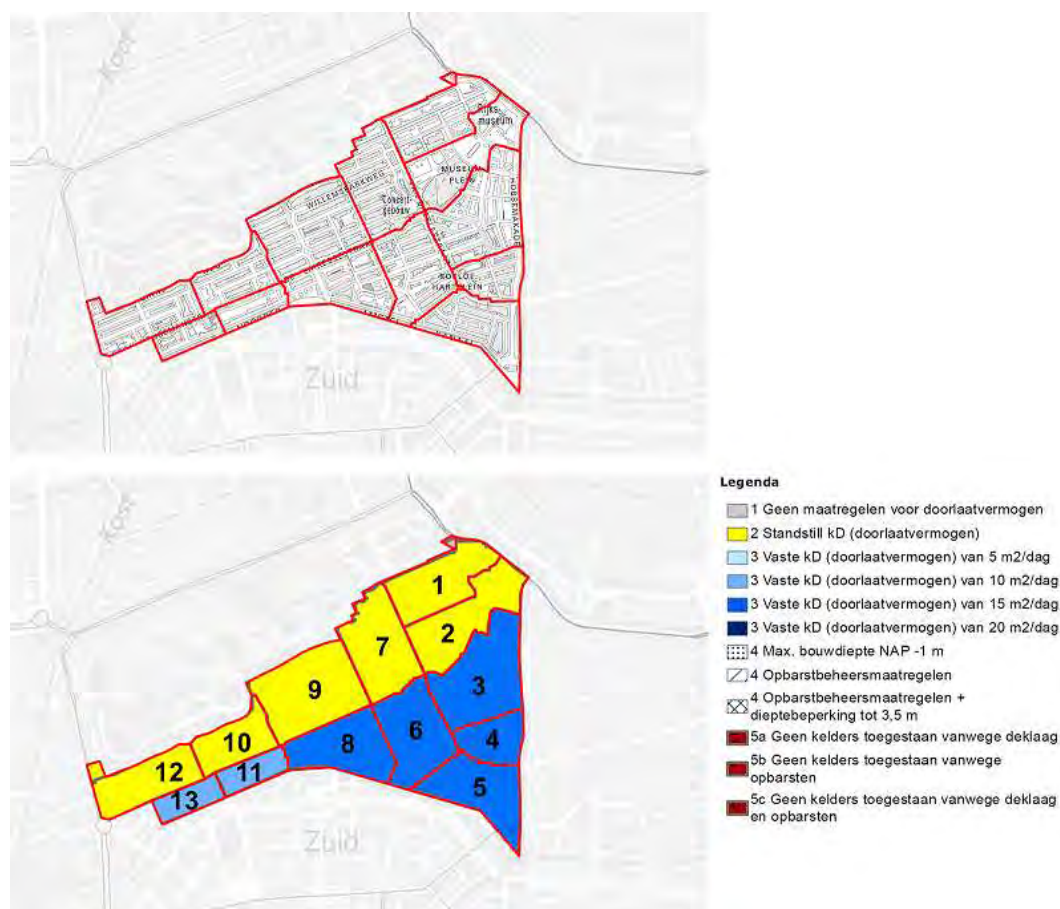 Kost
Rijks-
museum
MUSEUM
PLEIN
WILLEMSPARKWEG
Concert-
gebouw
HOBBEMAKADE
ROELOF
HARTPLEIN
Zuid
Kost
1
2
7
3
9
6
4
8
10
5
12
11
13
Zuid
Legenda
1 Geen maatregelen voor doorlaatvermogen
2 Standstill kD (doorlaatvermogen)
3 Vaste kD (doorlaatvermogen) van 5 m2/dag
3 Vaste kD (doorlaatvermogen) van 10 m2/dag
3 Vaste kD (doorlaatvermogen) van 15 m2/dag
3 Vaste kD (doorlaatvermogen) van 20 m2/dag
4 Max. bouwdiepte NAP -1 m
4 Opbarstbeheersmaatregelen
4 Opbarstbeheersmaatregelen +
dieptebeperking tot 3,5 m
5a Geen kelders toegestaan vanwege deklaag
5b Geen kelders toegestaan vanwege
opbarsten
5c Geen kelders toegestaan vanwege deklaag
en opbarsten